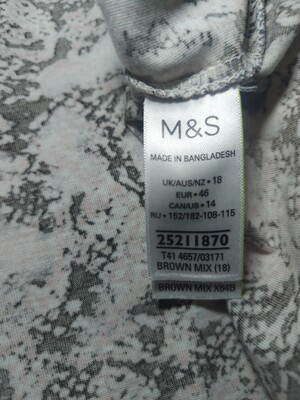 M&S
MADE IN BANGLADESH
UK/AUS/NZ • 18
EUR • 46
CAN/US • 14
RU • 152/182-108-115
25211870
T41 4657/03171
BROWN MIX (18)
BROWN MIX X64B